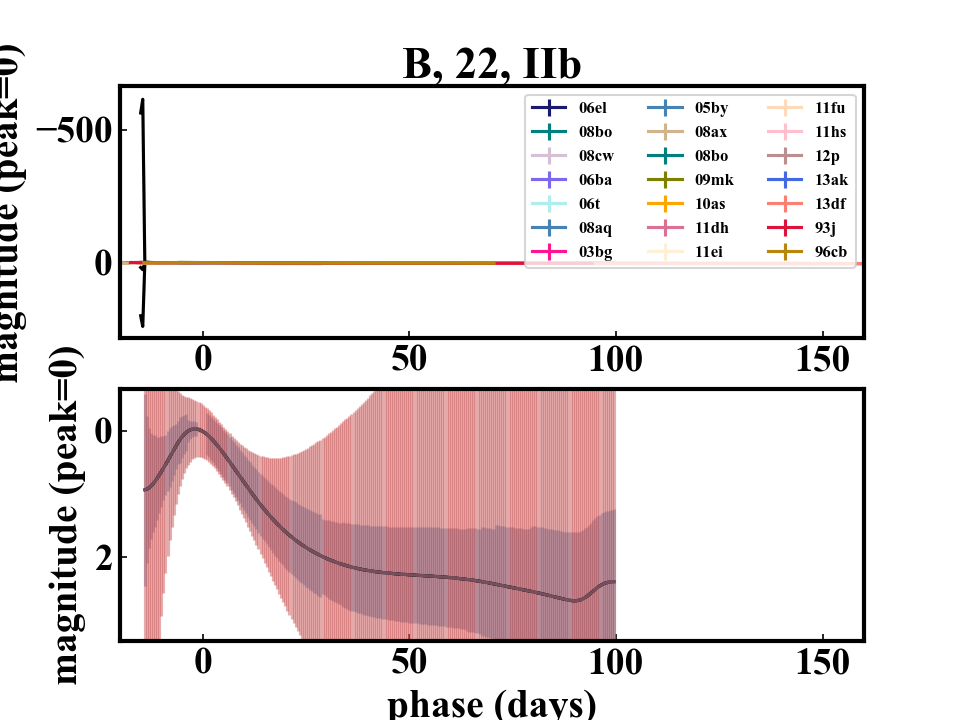 B, 22, IIb
magnitude (peak=0)
−500
0
06el 05by 11fu
08bo 08ax 11hs
08cw 08bo 12p
06ba 09mk 13ak
06t 10as 13df
08aq 11dh 93j
03bg 11ei 96cb
0 50 100 150
magnitude (peak=0)
0
2
0 50 100 150
phase (days)